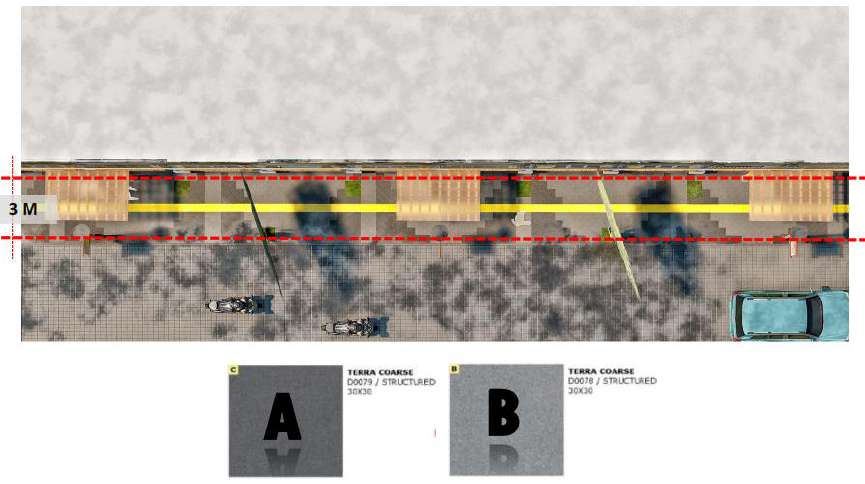 3 M
C
A
TERRA COARSE
D0079 / STRUCTURED
30X30
B
B
TERRA COARSE
D0078 / STRUCTURED
30X30